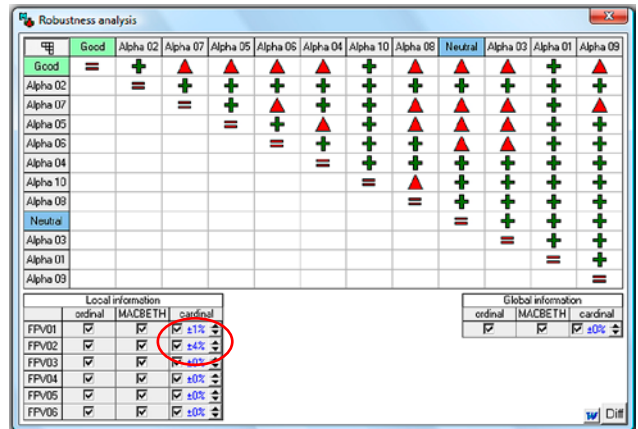 Robustness analysis
Good Alpha 02 Alpha 07 Alpha 05 Alpha 06 Alpha 04 Alpha 10 Alpha 08 Neutral Alpha 03 Alpha 01 Alpha 09
Good
Alpha 02
Alpha 07
Alpha 05
Alpha 06
Alpha 04
Alpha 10
Alpha 08
Neutral
Alpha 03
Alpha 01
Alpha 09
Local information
ordinal MACBETH cardinal
FPV01 ±1%
FPV02 ±4%
FPV03 ±0%
FPV04 ±0%
FPV05 ±0%
FPV06 ±0%
Global information
ordinal MACBETH cardinal
±0%
W Diff